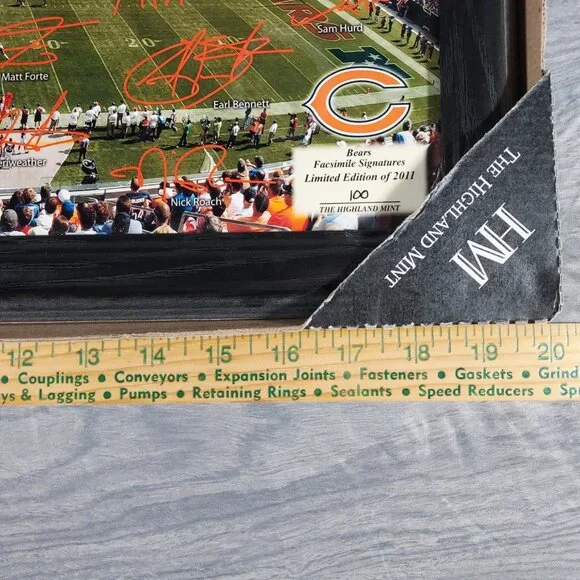 Sam Hurd
Matt Forte
Earl Bennett
Meriweather
Nick Roach
C
Bears
Facsimile Signatures
Limited Edition of 2011
100
THE HIGHLAND MINT
HM
THE HIGHLAND MINT
12 13 14 15 16 17 18 19 20
• Couplings • Conveyors • Expansion Joints • Fasteners • Gaskets • Grind
ys & Lagging • Pumps • Retaining Rings • Sealants • Speed Reducers • Spr